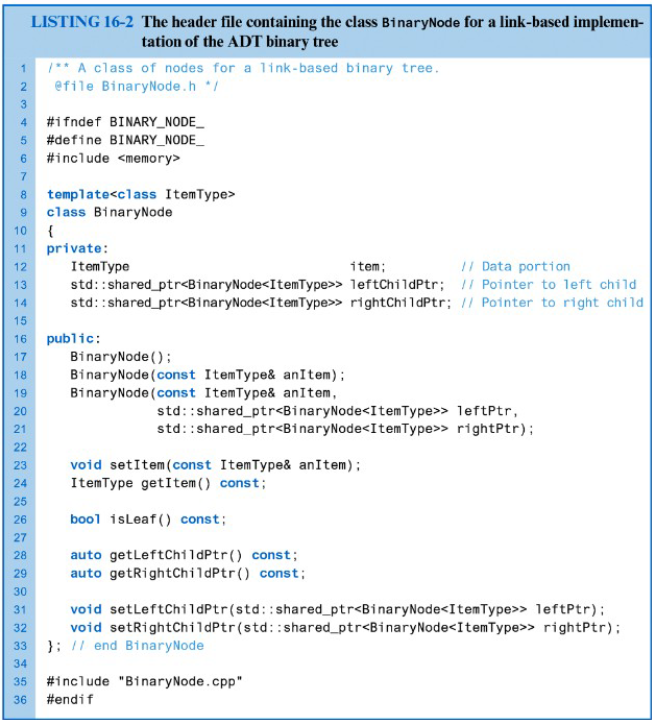 LISTING 16-2 The header file containing the class BinaryNode for a link-based implemen-
tation of the ADT binary tree
1 /** A class of nodes for a link-based binary tree.
2 @file BinaryNode.h */
3
4 #ifndef BINARY_NODE_
5 #define BINARY_NODE_
6 #include <memory>
7
8 template<class ItemType>
9 class BinaryNode
10 {
11 private:
12 ItemType item; // Data portion
13 std::shared_ptr<BinaryNode<ItemType>> leftChildPtr; // Pointer to left child
14 std::shared_ptr<BinaryNode<ItemType>> rightChildPtr; // Pointer to right child
15
16 public:
17 BinaryNode();
18 BinaryNode(const ItemType& anItem);
19 BinaryNode(const ItemType& anItem,
20 std::shared_ptr<BinaryNode<ItemType>> leftPtr,
21 std::shared_ptr<BinaryNode<ItemType>> rightPtr);
22
23 void setItem(const ItemType& anItem);
24 ItemType getItem() const;
25
26 bool isLeaf() const;
27
28 auto getLeftChildPtr() const;
29 auto getRightChildPtr() const;
30
31 void setLeftChildPtr(std::shared_ptr<BinaryNode<ItemType>> leftPtr);
32 void setRightChildPtr(std::shared_ptr<BinaryNode<ItemType>> rightPtr);
33 }; // end BinaryNode
34
35 #include "BinaryNode.cpp"
36 #endif